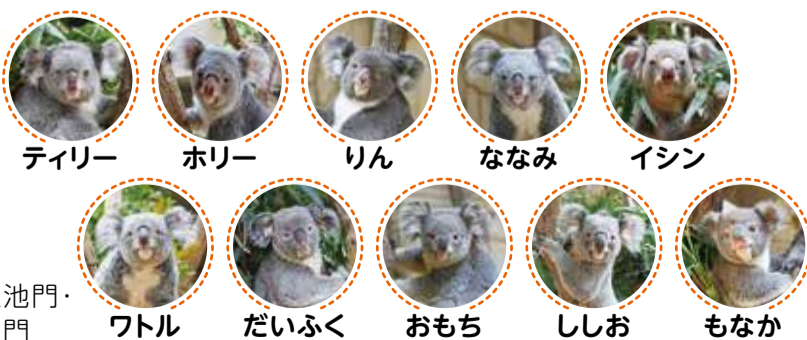 ティリー
ホリー
りん
ななみ
イシン
池門・
門
ワトル
だいふく
おもち
ししお
もなか